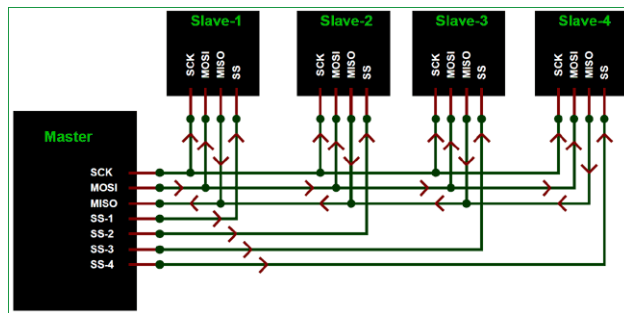 Slave-1 Slave-2 Slave-3 Slave-4
SCK MOSI MISO SS SCK MOSI MISO SS SCK MOSI MISO SS SCK MOSI MISO SS
Master
SCK
MOSI
MISO
SS-1
SS-2
SS-3
SS-4